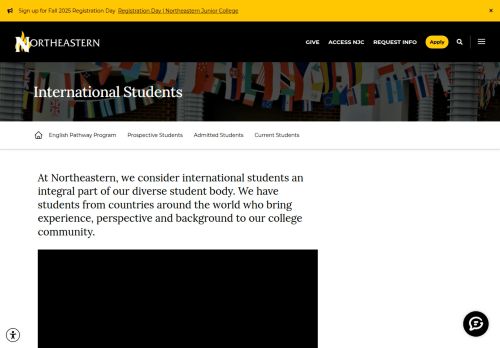 Sign up for Fall 2025 Registration Day Registration Day | Northeastern Junior College ×
NORTHEASTERN GIVE ACCESS NJC REQUEST INFO Apply
International Students
English Pathway Program Prospective Students Admitted Students Current Students
At Northeastern, we consider international students an
integral part of our diverse student body. We have
students from countries around the world who bring
experience, perspective and background to our college
community.